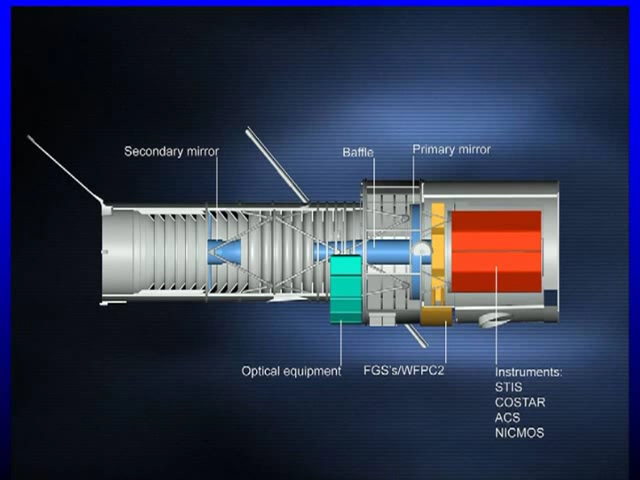 Secondary mirror
Baffle
Primary mirror
Optical equipment
FGS's/WFPC2
Instruments:
STIS
COSTAR
ACS
NICMOS